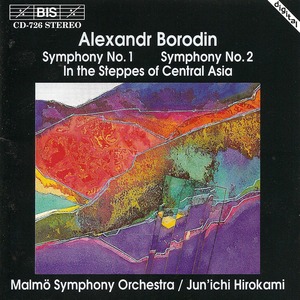 BIS
CD-726 STEREO
digital
Alexandr Borodin
Symphony No. 1 Symphony No. 2
In the Steppes of Central Asia
Malmö Symphony Orchestra / Jun'ichi Hirokami